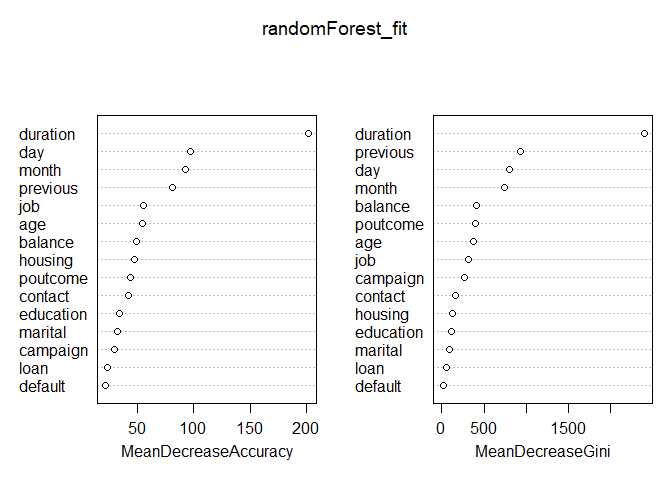 randomForest_fit
duration
day
month
previous
job
age
balance
housing
poutcome
contact
education
marital
campaign
loan
default
50 100 150 200
MeanDecreaseAccuracy
duration
previous
day
month
balance
poutcome
age
job
campaign
contact
housing
education
marital
loan
default
0 500 1500
MeanDecreaseGini